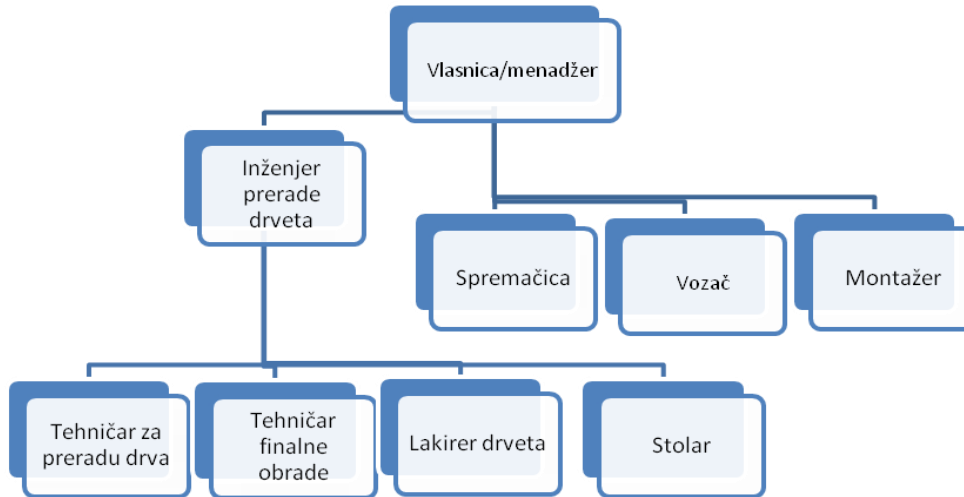 Vlasnica/menadžer
Inženjer
prerade
drveta
Spremačica
Vozač
Montažer
Tehničar za
preradu drva
Tehničar
finalne
obrade
Lakirer drveta
Stolar